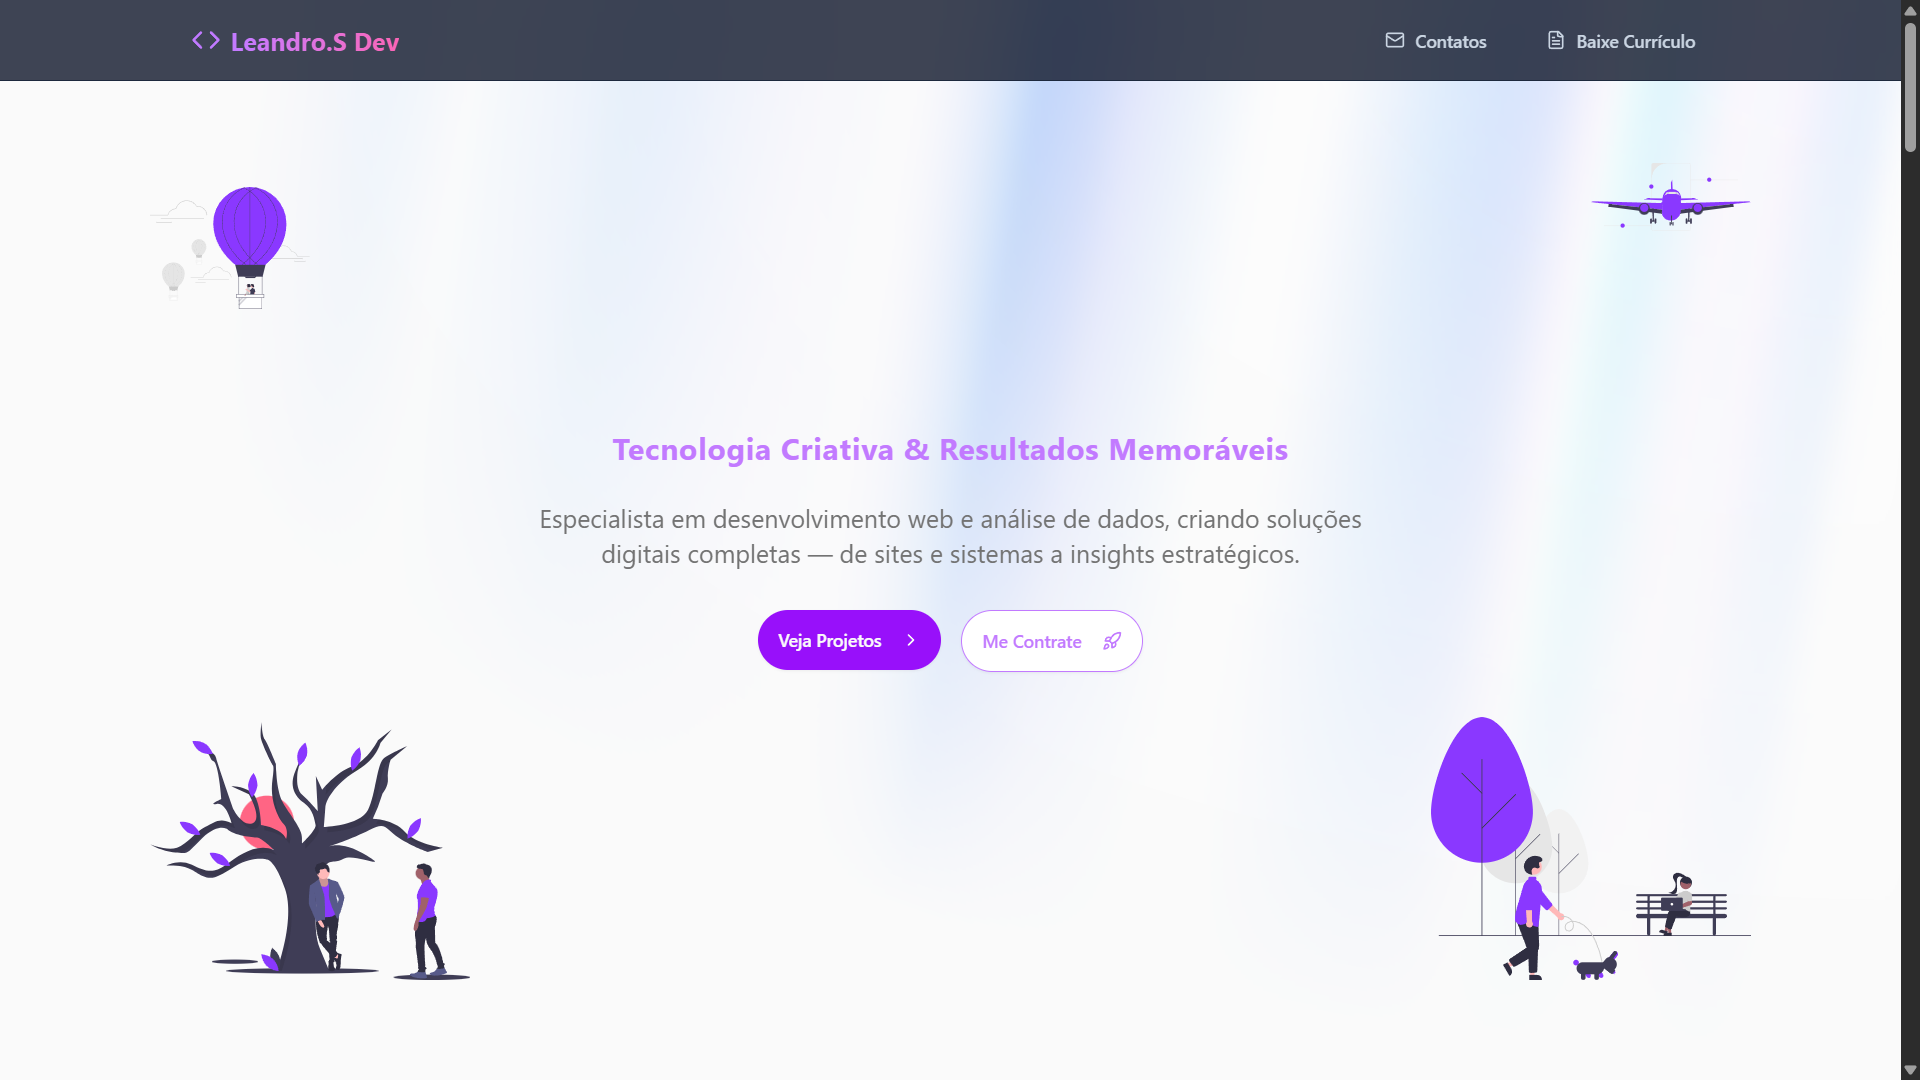 Leandro.S Dev
Contatos
Baixe Currículo
Tecnologia Criativa & Resultados Memoráveis
Especialista em desenvolvimento web e análise de dados, criando soluções
digitais completas — de sites e sistemas a insights estratégicos.
Veja Projetos
Me Contrate